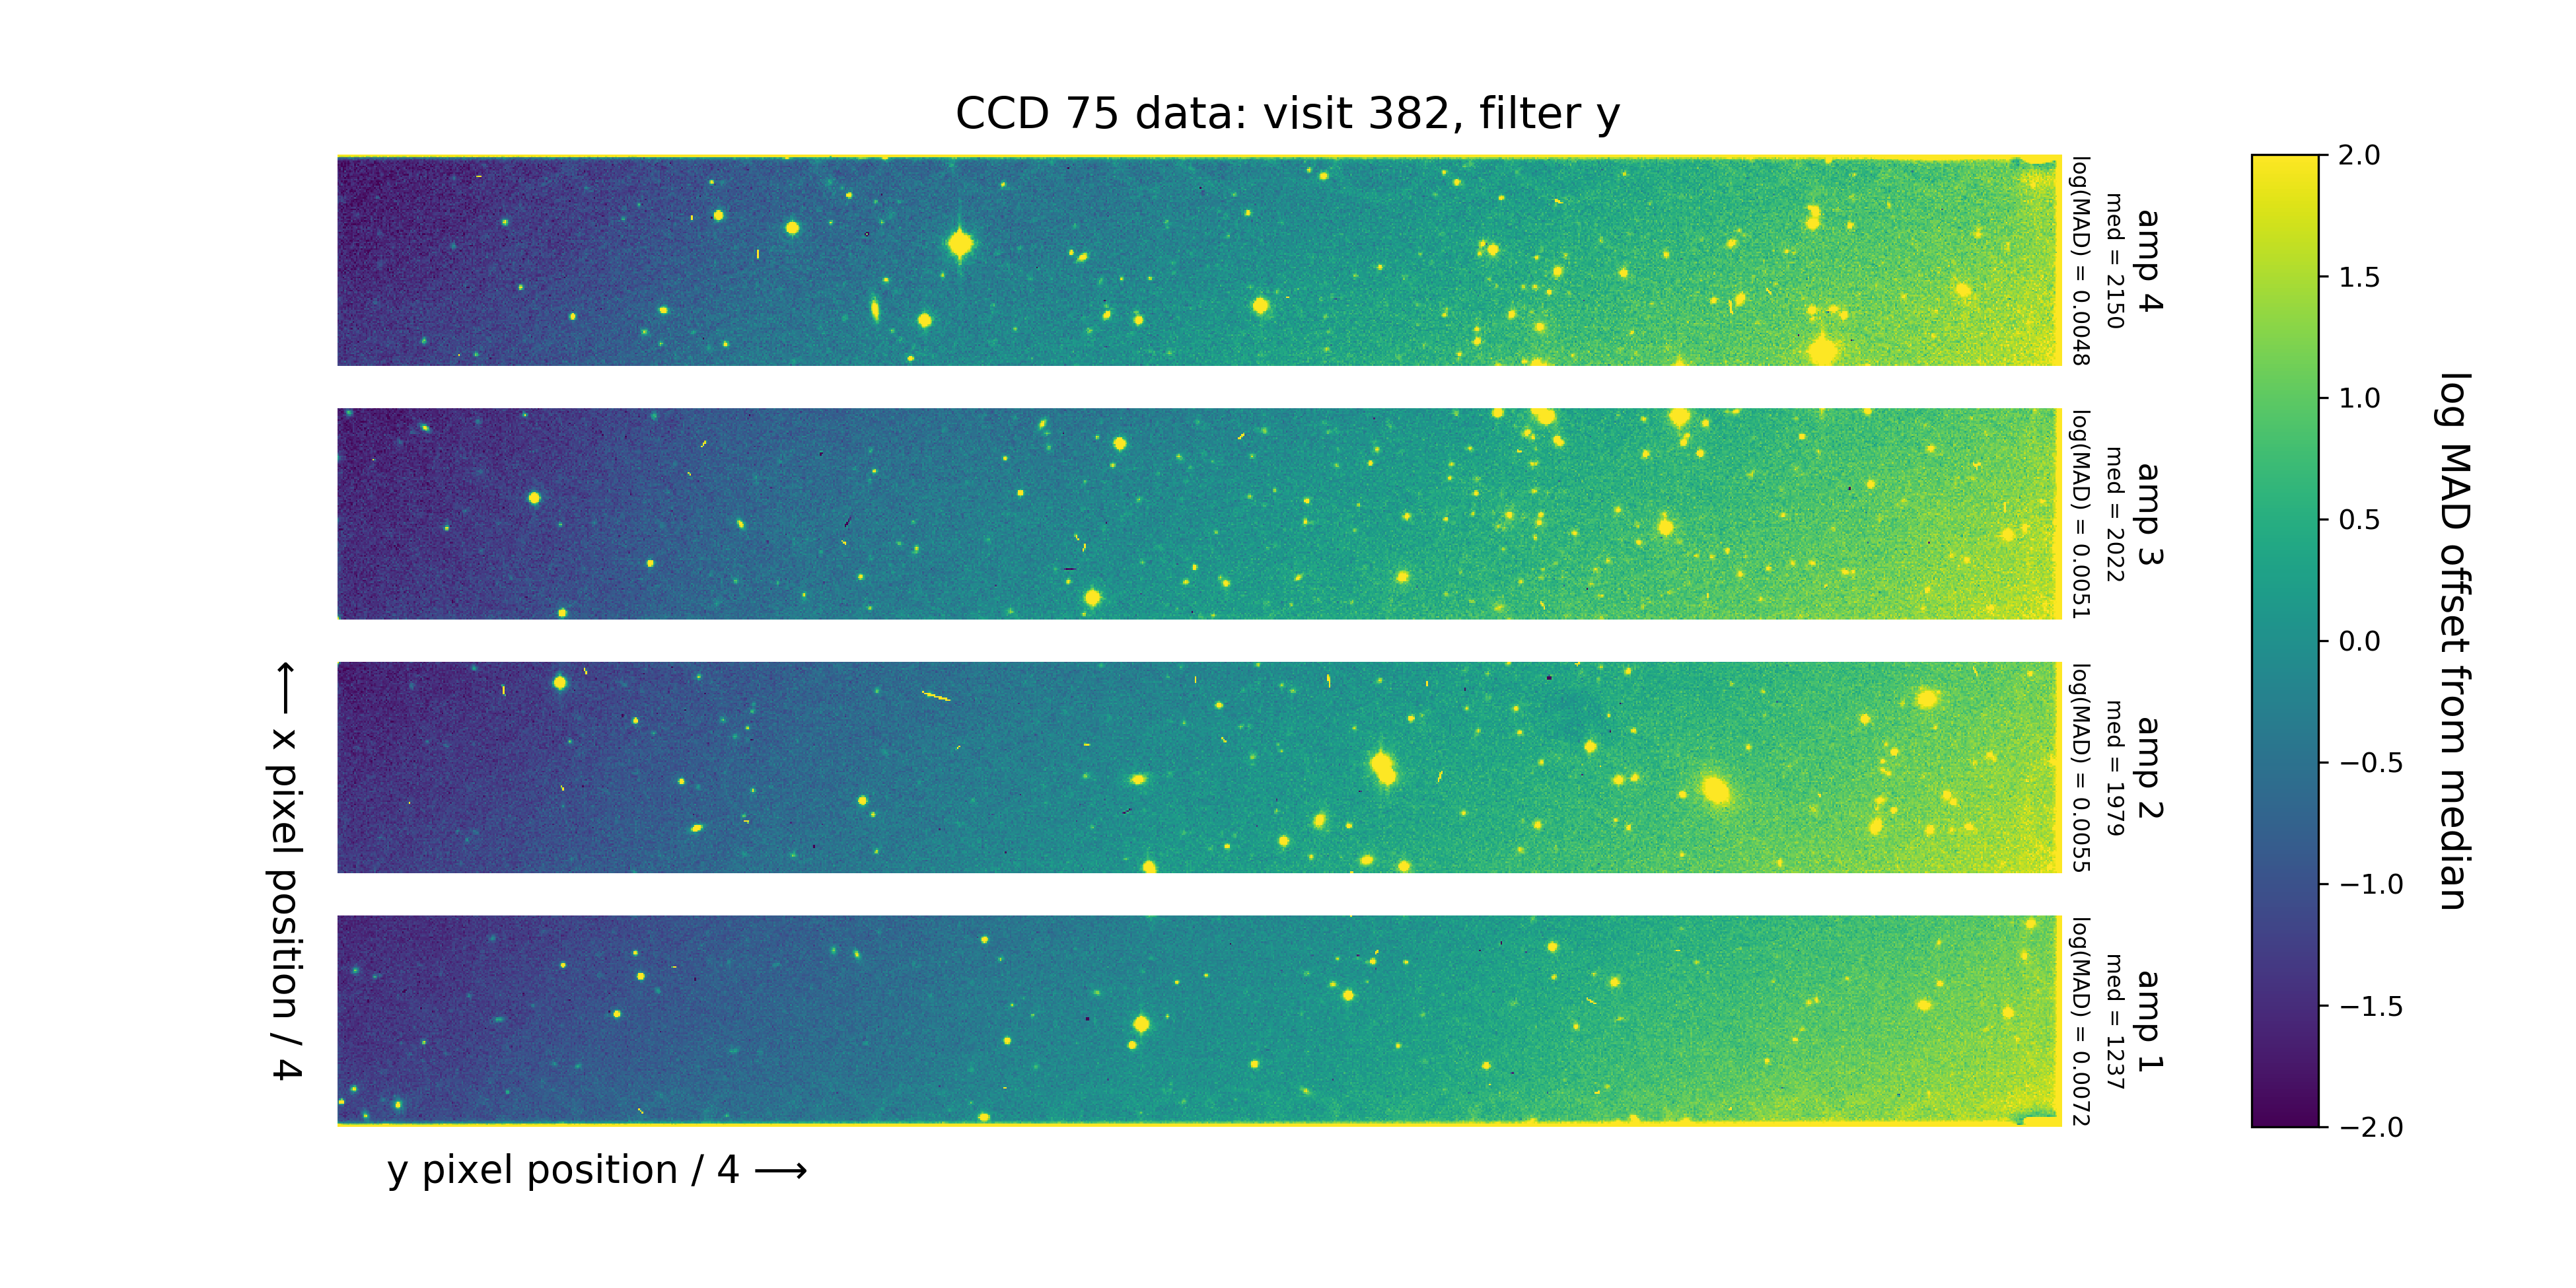 CCD 75 data: visit 382, filter y
amp 4
med = 2150
log(MAD) = 0.0048
amp 3
med = 2022
log(MAD) = 0.0051
amp 2
med = 1979
log(MAD) = 0.0055
amp 1
med = 1237
log(MAD) = 0.0072
⟵ x pixel position / 4
y pixel position / 4 ⟶
2.0
1.5
1.0
0.5
0.0
−0.5
−1.0
−1.5
−2.0
log MAD offset from median